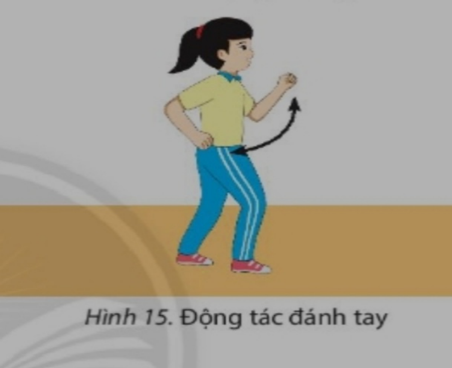 Hình 15. Động tác đánh tay